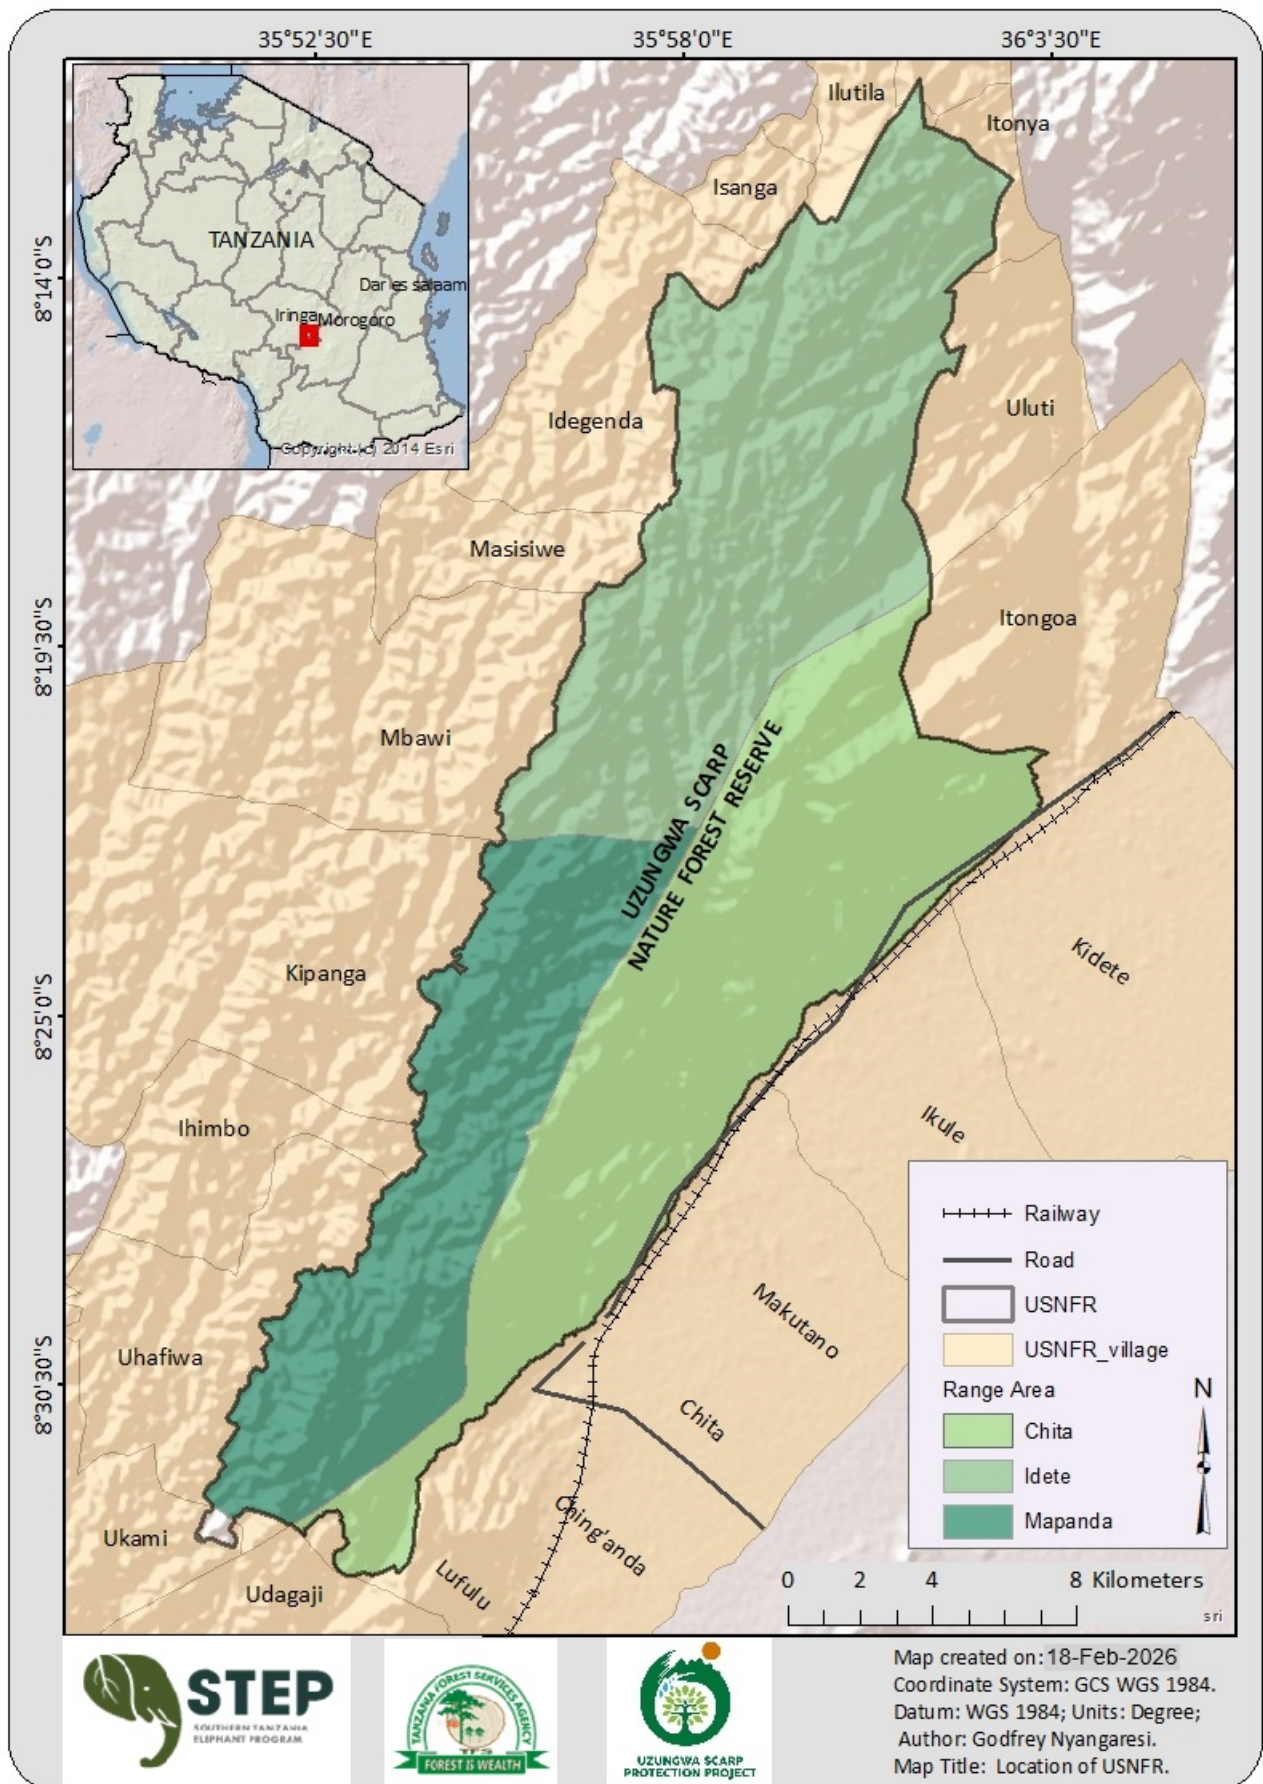 35°52'30"E
35°58'0"E
36°3'30"E
8°14'0"S
8°19'30"S
8°25'0"S
8°30'30"S
TANZANIA
Dar es salaam
Iringa
Morogoro
Copyright:(c) 2014 Esri
Ilutila
Itonya
Isanga
Idegenda
Uluti
Masisiwe
Itongoa
Mbawi
UZUNGWA SCARP
NATURE FOREST RESERVE
Kipanga
Kidete
Ihimbo
Ikule
Makutano
Uhafiwa
Chita
Ching'anda
Ukami
Udagaji
Lufulu
Railway
Road
USNFR
USNFR_village
Range Area
N
Chita
Idete
Mapanda
0 2 4 8 Kilometers
sri
STEP
SOUTHERN TANZANIA
ELEPHANT PROGRAM
TANZANIA FOREST SERVICES AGENCY
TFS
FOREST IS WEALTH
UZUNGWA SCARP
PROTECTION PROJECT
Map created on: 18-Feb-2026
Coordinate System: GCS WGS 1984.
Datum: WGS 1984; Units: Degree;
Author: Godfrey Nyangaresi.
Map Title: Location of USNFR.